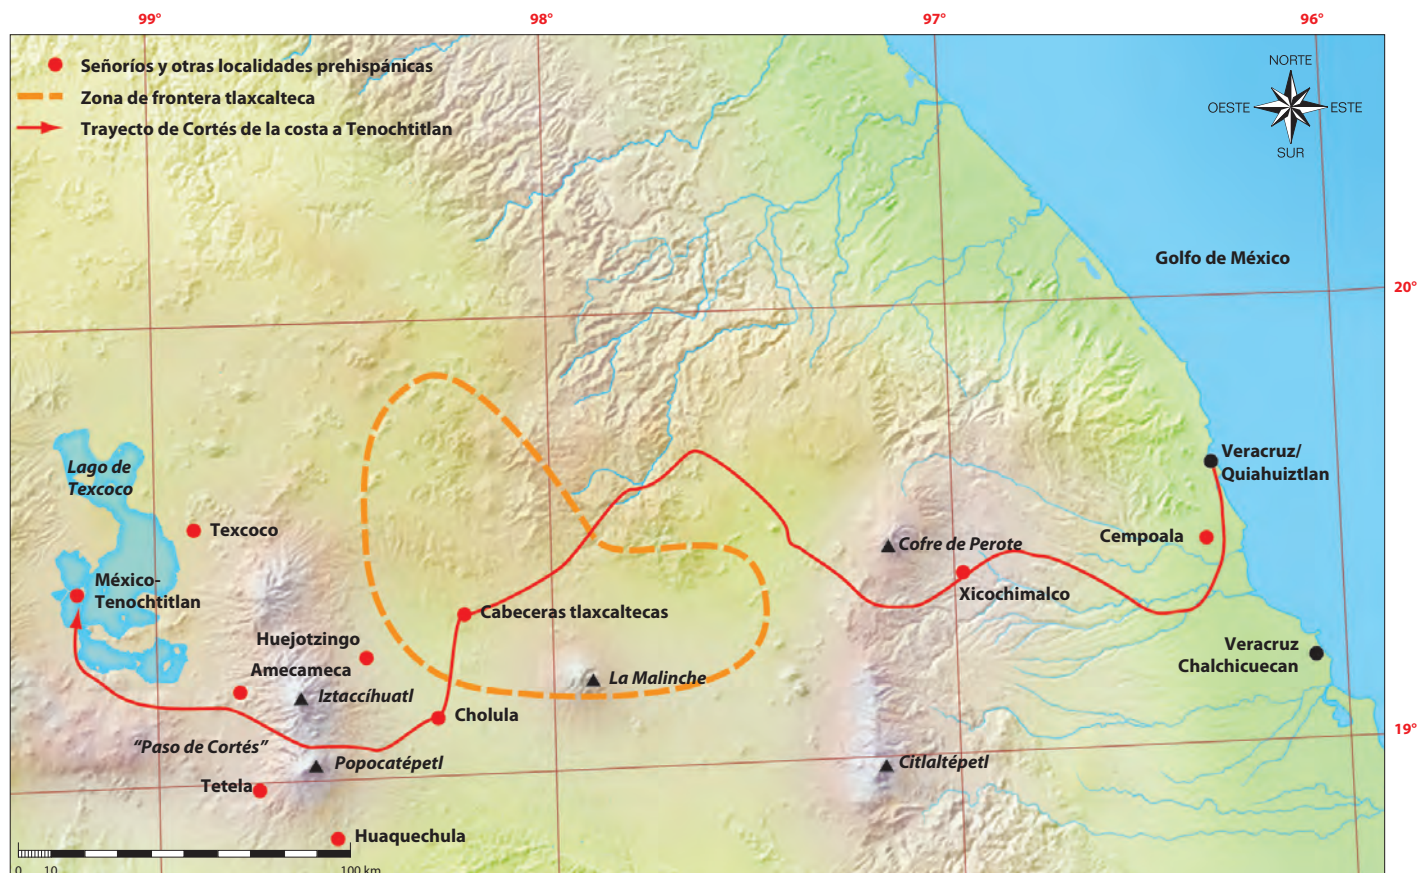 99°
98°
97°
96°
Señoríos y otras localidades prehispánicas
Zona de frontera tlaxcalteca
Trayecto de Cortés de la costa a Tenochtitlan
NORTE
OESTE
ESTE
SUR
Golfo de México
20°
Lago de
Texcoco
Texcoco
México-
Tenochtitlan
Veracruz/
Quiahuiztlan
Cempoala
Cofre de Perote
Xicochimalco
Cabeceras tlaxcaltecas
Huejotzingo
Amecameca
Iztaccíhuatl
La Malinche
Veracruz
Chalchicuecan
Cholula
19°
"Paso de Cortés"
Popocatépetl
Citlaltépetl
Tetela
Huaquechula
0 10 100 km